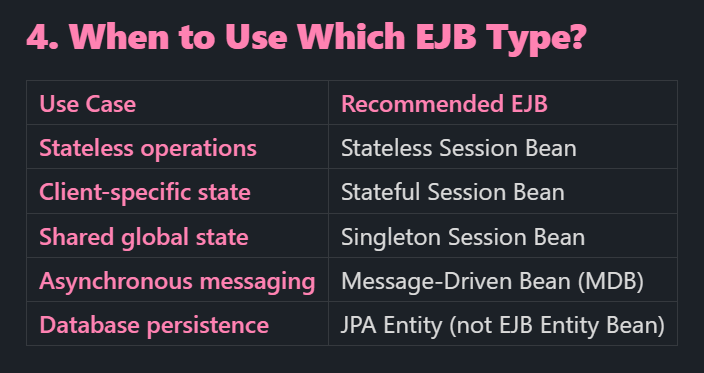 4. When to Use Which EJB Type?
Use Case Recommended EJB
Stateless operations Stateless Session Bean
Client-specific state Stateful Session Bean
Shared global state Singleton Session Bean
Asynchronous messaging Message-Driven Bean (MDB)
Database persistence JPA Entity (not EJB Entity Bean)